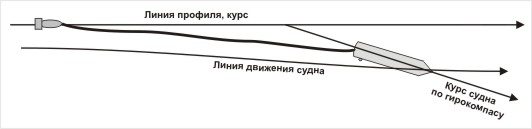 Линия профиля, курс
Линия движения судна
Курс судна
по гирокомпасу